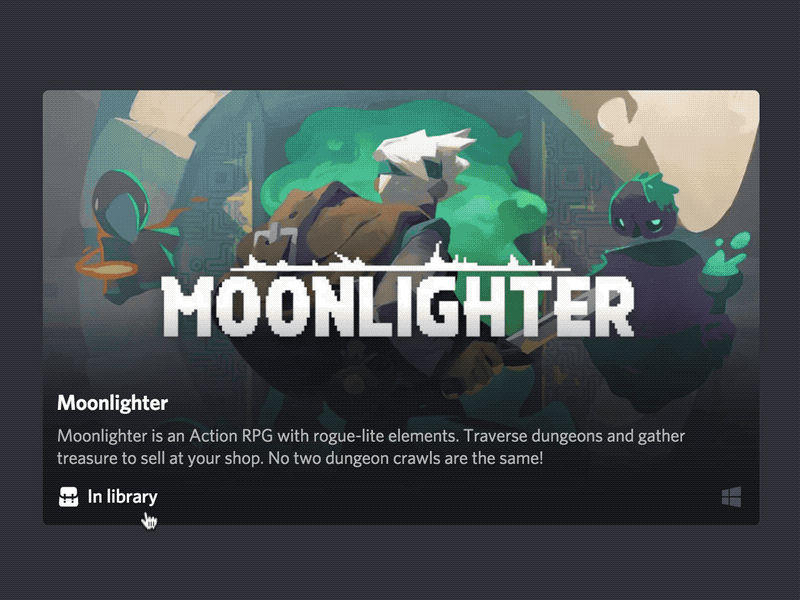 MOONLIGHTER
Moonlighter
Moonlighter is an Action RPG with rogue-lite elements. Traverse dungeons and gather
treasure to sell at your shop. No two dungeon crawls are the same!
In library